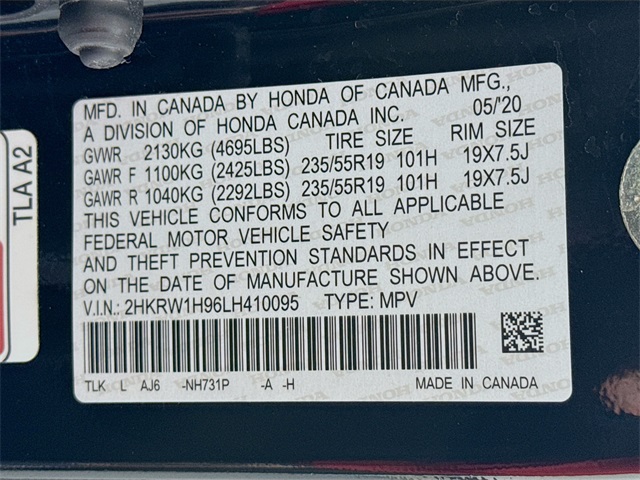 MFD. IN CANADA BY HONDA OF CANADA MFG.,
A DIVISION OF HONDA CANADA INC. 05/'20
GVWR 2130KG (4695LBS) TIRE SIZE RIM SIZE
GAWR F 1100KG (2425LBS) 235/55R19 101H 19X7.5J
GAWR R 1040KG (2292LBS) 235/55R19 101H 19X7.5J
THIS VEHICLE CONFORMS TO ALL APPLICABLE
FEDERAL MOTOR VEHICLE SAFETY
AND THEFT PREVENTION STANDARDS IN EFFECT
ON THE DATE OF MANUFACTURE SHOWN ABOVE.
V.I.N.: 2HKRW1H96LH410095 TYPE: MPV
TLK L AJ6 -NH731P -A -H MADE IN CANADA
TLA A2